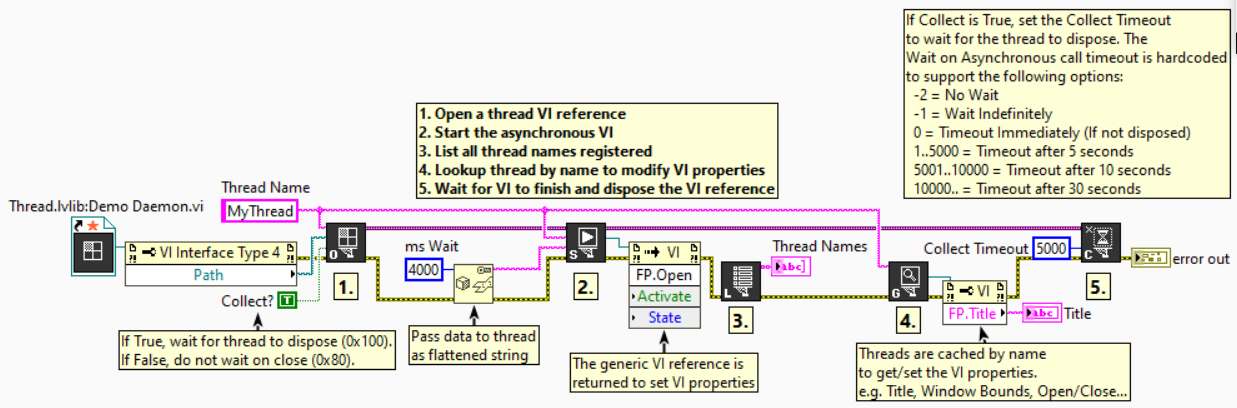 If Collect is True, set the Collect Timeout
to wait for the thread to dispose. The
Wait on Asynchronous call timeout is hardcoded
to support the following options:
-2 = No Wait
-1 = Wait Indefinitely
0 = Timeout Immediately (If not disposed)
1..5000 = Timeout after 5 seconds
5001..10000 = Timeout after 10 seconds
10000.. = Timeout after 30 seconds
1. Open a thread VI reference
2. Start the asynchronous VI
3. List all thread names registered
4. Lookup thread by name to modify VI properties
5. Wait for VI to finish and dispose the VI reference
Thread Name
MyThread
Thread.lvlib:Demo Daemon.vi
VI Interface Type 4
Path
Collect?
T
O
1.
If True, wait for thread to dispose (0x100).
If False, do not wait on close (0x80).
ms Wait
4000
Pass data to thread
as flattened string
S
2.
VI
FP.Open
Activate
State
The generic VI reference is
returned to set VI properties
Thread Names
abc
L
3.
G
4.
VI
FP.Title
abc
Title
Threads are cached by name
to get/set the VI properties.
e.g. Title, Window Bounds, Open/Close...
Collect Timeout
5000
C
5.
error out